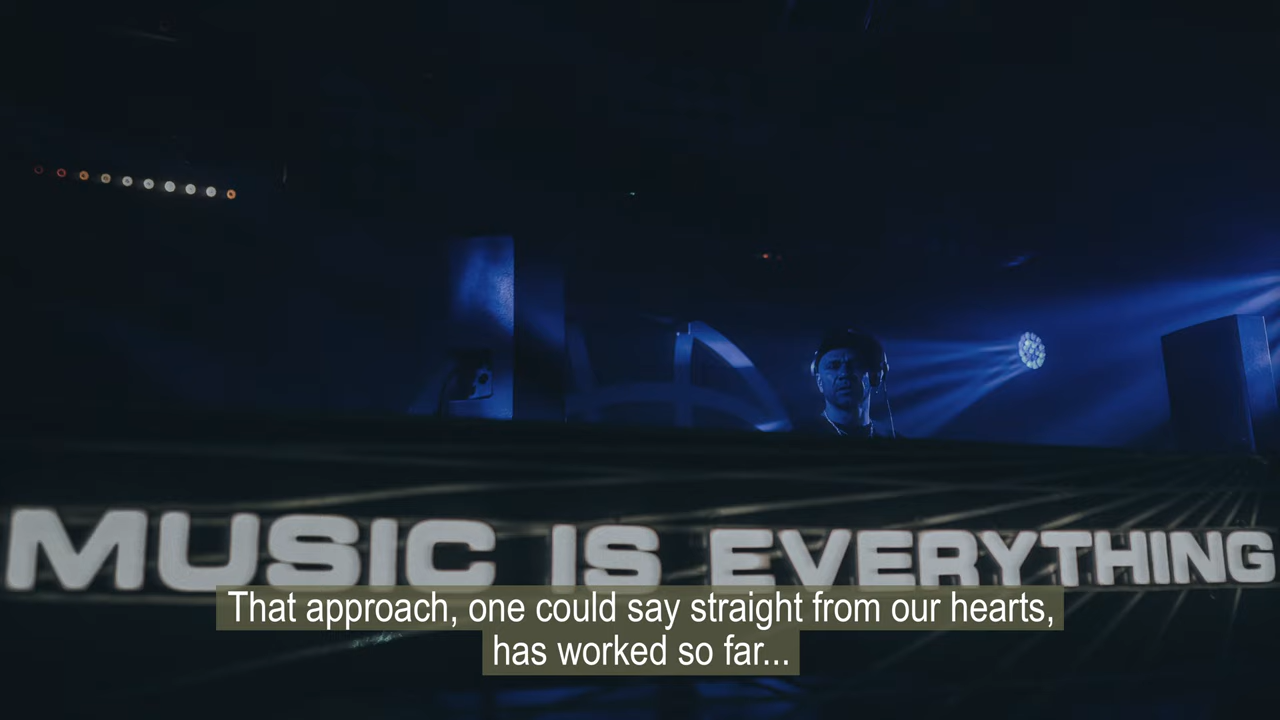 MUSIC IS EVERYTHING
That approach, one could say straight from our hearts,
has worked so far...